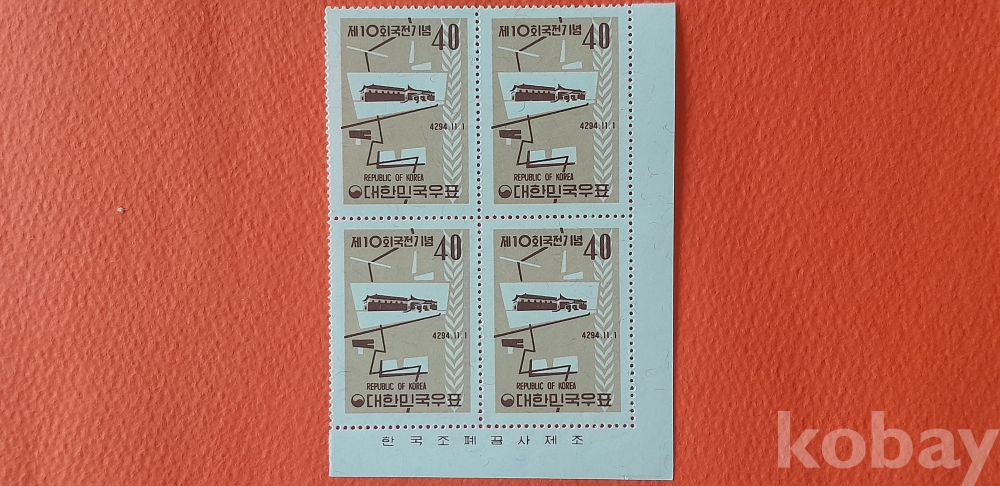 제10회국전기념 40
4294.11.1
REPUBLIC OF KOREA
대한민국우표
제10회국전기념 40
4294.11.1
REPUBLIC OF KOREA
대한민국우표
제10회국전기념 40
4294.11.1
REPUBLIC OF KOREA
대한민국우표
제10회국전기념 40
4294.11.1
REPUBLIC OF KOREA
대한민국우표
한국조폐공사제조
kobay